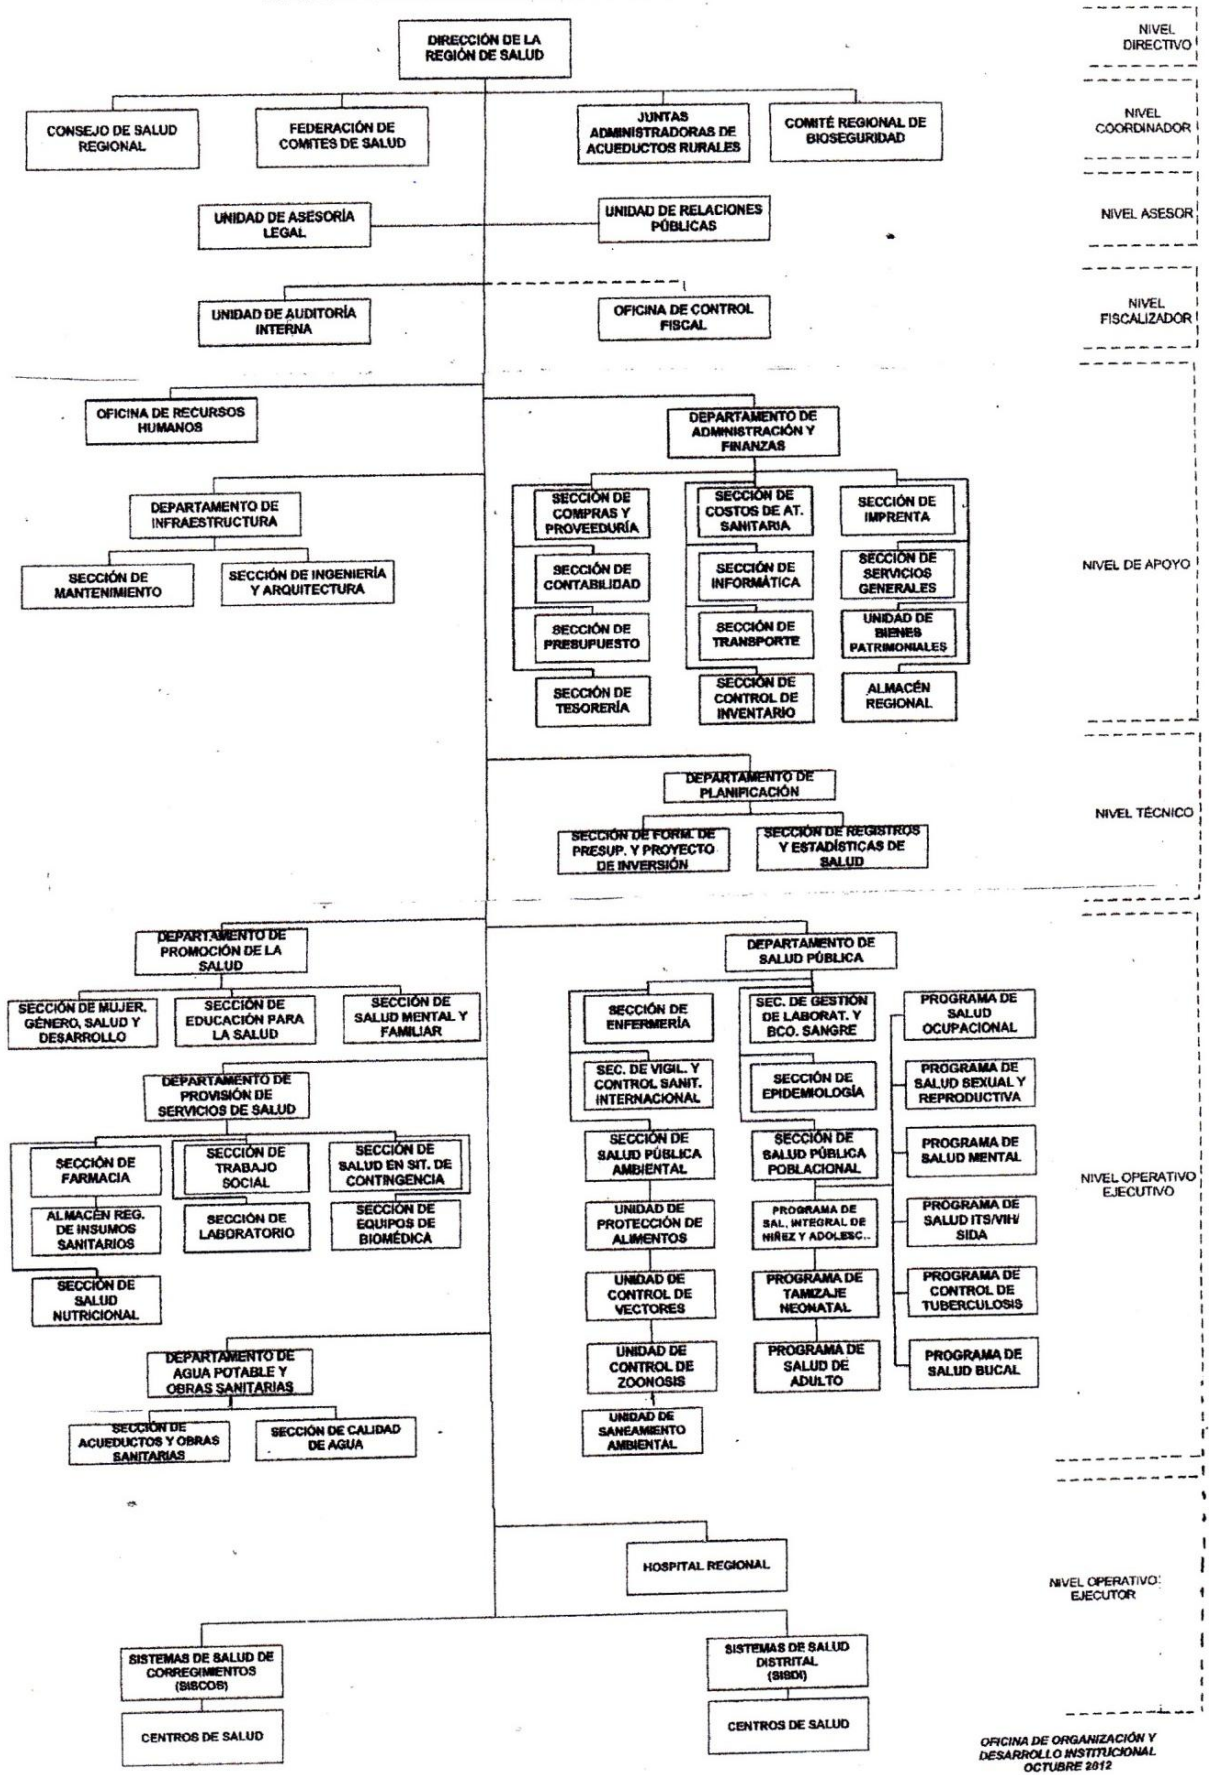 DIRECCIÓN DE LA
REGIÓN DE SALUD
NIVEL
DIRECTIVO
CONSEJO DE SALUD
REGIONAL
FEDERACIÓN DE
COMITES DE SALUD
JUNTAS
ADMINISTRADORAS DE
ACUEDUCTOS RURALES
COMITÉ REGIONAL DE
BIOSEGURIDAD
NIVEL
COORDINADOR
UNIDAD DE ASESORÍA
LEGAL
UNIDAD DE RELACIONES
PÚBLICAS
NIVEL ASESOR
UNIDAD DE AUDITORÍA
INTERNA
OFICINA DE CONTROL
FISCAL
NIVEL
FISCALIZADOR
OFICINA DE RECURSOS
HUMANOS
DEPARTAMENTO DE
ADMINISTRACIÓN Y
FINANZAS
DEPARTAMENTO DE
INFRAESTRUCTURA
SECCIÓN DE
MANTENIMIENTO
SECCIÓN DE INGENIERÍA
Y ARQUITECTURA
SECCIÓN DE
COMPRAS Y
PROVEEDURÍA
SECCIÓN DE
COSTOS DE AT.
SANITARIA
SECCIÓN DE
IMPRENTA
SECCIÓN DE
CONTABILIDAD
SECCIÓN DE
INFORMÁTICA
SECCIÓN DE
SERVICIOS
GENERALES
NIVEL DE APOYO
SECCIÓN DE
PRESUPUESTO
SECCIÓN DE
TRANSPORTE
UNIDAD DE
BIENES
PATRIMONIALES
SECCIÓN DE
TESORERÍA
SECCIÓN DE
CONTROL DE
INVENTARIO
ALMACÉN
REGIONAL
DEPARTAMENTO DE
PLANIFICACIÓN
SECCIÓN DE FORM. DE
PRESUP. Y PROYECTO
DE INVERSIÓN
SECCIÓN DE REGISTROS
Y ESTADÍSTICAS DE
SALUD
NIVEL TÉCNICO
DEPARTAMENTO DE
PROMOCIÓN DE LA
SALUD
SECCIÓN DE MUJER,
GÉNERO, SALUD Y
DESARROLLO
SECCIÓN DE
EDUCACIÓN PARA
LA SALUD
SECCIÓN DE
SALUD MENTAL Y
FAMILIAR
DEPARTAMENTO DE
PROVISIÓN DE
SERVICIOS DE SALUD
SECCIÓN DE
FARMACIA
SECCIÓN DE
TRABAJO
SOCIAL
SECCIÓN DE
SALUD EN SIT. DE
CONTINGENCIA
ALMACÉN REG.
DE INSUMOS
SANITARIOS
SECCIÓN DE
LABORATORIO
SECCIÓN DE
EQUIPOS DE
BIOMÉDICA
SECCIÓN DE
SALUD
NUTRICIONAL
DEPARTAMENTO DE
AGUA POTABLE Y
OBRAS SANITARIAS
SECCIÓN DE
ACUEDUCTOS Y OBRAS
SANITARIAS
SECCIÓN DE CALIDAD
DE AGUA
DEPARTAMENTO DE
SALUD PÚBLICA
SECCIÓN DE
ENFERMERÍA
SEC. DE GESTIÓN
DE LABORAT. Y
BCO. SANGRE
PROGRAMA DE
SALUD
OCUPACIONAL
SEC. DE VIGIL. Y
CONTROL SANIT.
INTERNACIONAL
SECCIÓN DE
EPIDEMIOLOGÍA
PROGRAMA DE
SALUD SEXUAL Y
REPRODUCTIVA
SECCIÓN DE
SALUD PÚBLICA
AMBIENTAL
SECCIÓN DE
SALUD PÚBLICA
POBLACIONAL
PROGRAMA DE
SALUD MENTAL
UNIDAD DE
PROTECCIÓN DE
ALIMENTOS
PROGRAMA DE
SAL. INTEGRAL DE
NIÑEZ Y ADOLESC..
PROGRAMA DE
SALUD ITS/VIH/
SIDA
UNIDAD DE
CONTROL DE
VECTORES
PROGRAMA DE
TAMIZAJE
NEONATAL
PROGRAMA DE
CONTROL DE
TUBERCULOSIS
UNIDAD DE
CONTROL DE
ZOONOSIS
PROGRAMA DE
SALUD DE
ADULTO
PROGRAMA DE
SALUD BUCAL
UNIDAD DE
SANEAMIENTO
AMBIENTAL
NIVEL OPERATIVO
EJECUTIVO
HOSPITAL REGIONAL
NIVEL OPERATIVO
EJECUTOR
SISTEMAS DE SALUD DE
CORREGIMIENTOS
(SISCOS)
SISTEMAS DE SALUD
DISTRITAL
(SISDI)
CENTROS DE SALUD
CENTROS DE SALUD
OFICINA DE ORGANIZACIÓN Y
DESARROLLO INSTITUCIONAL
OCTUBRE 2012